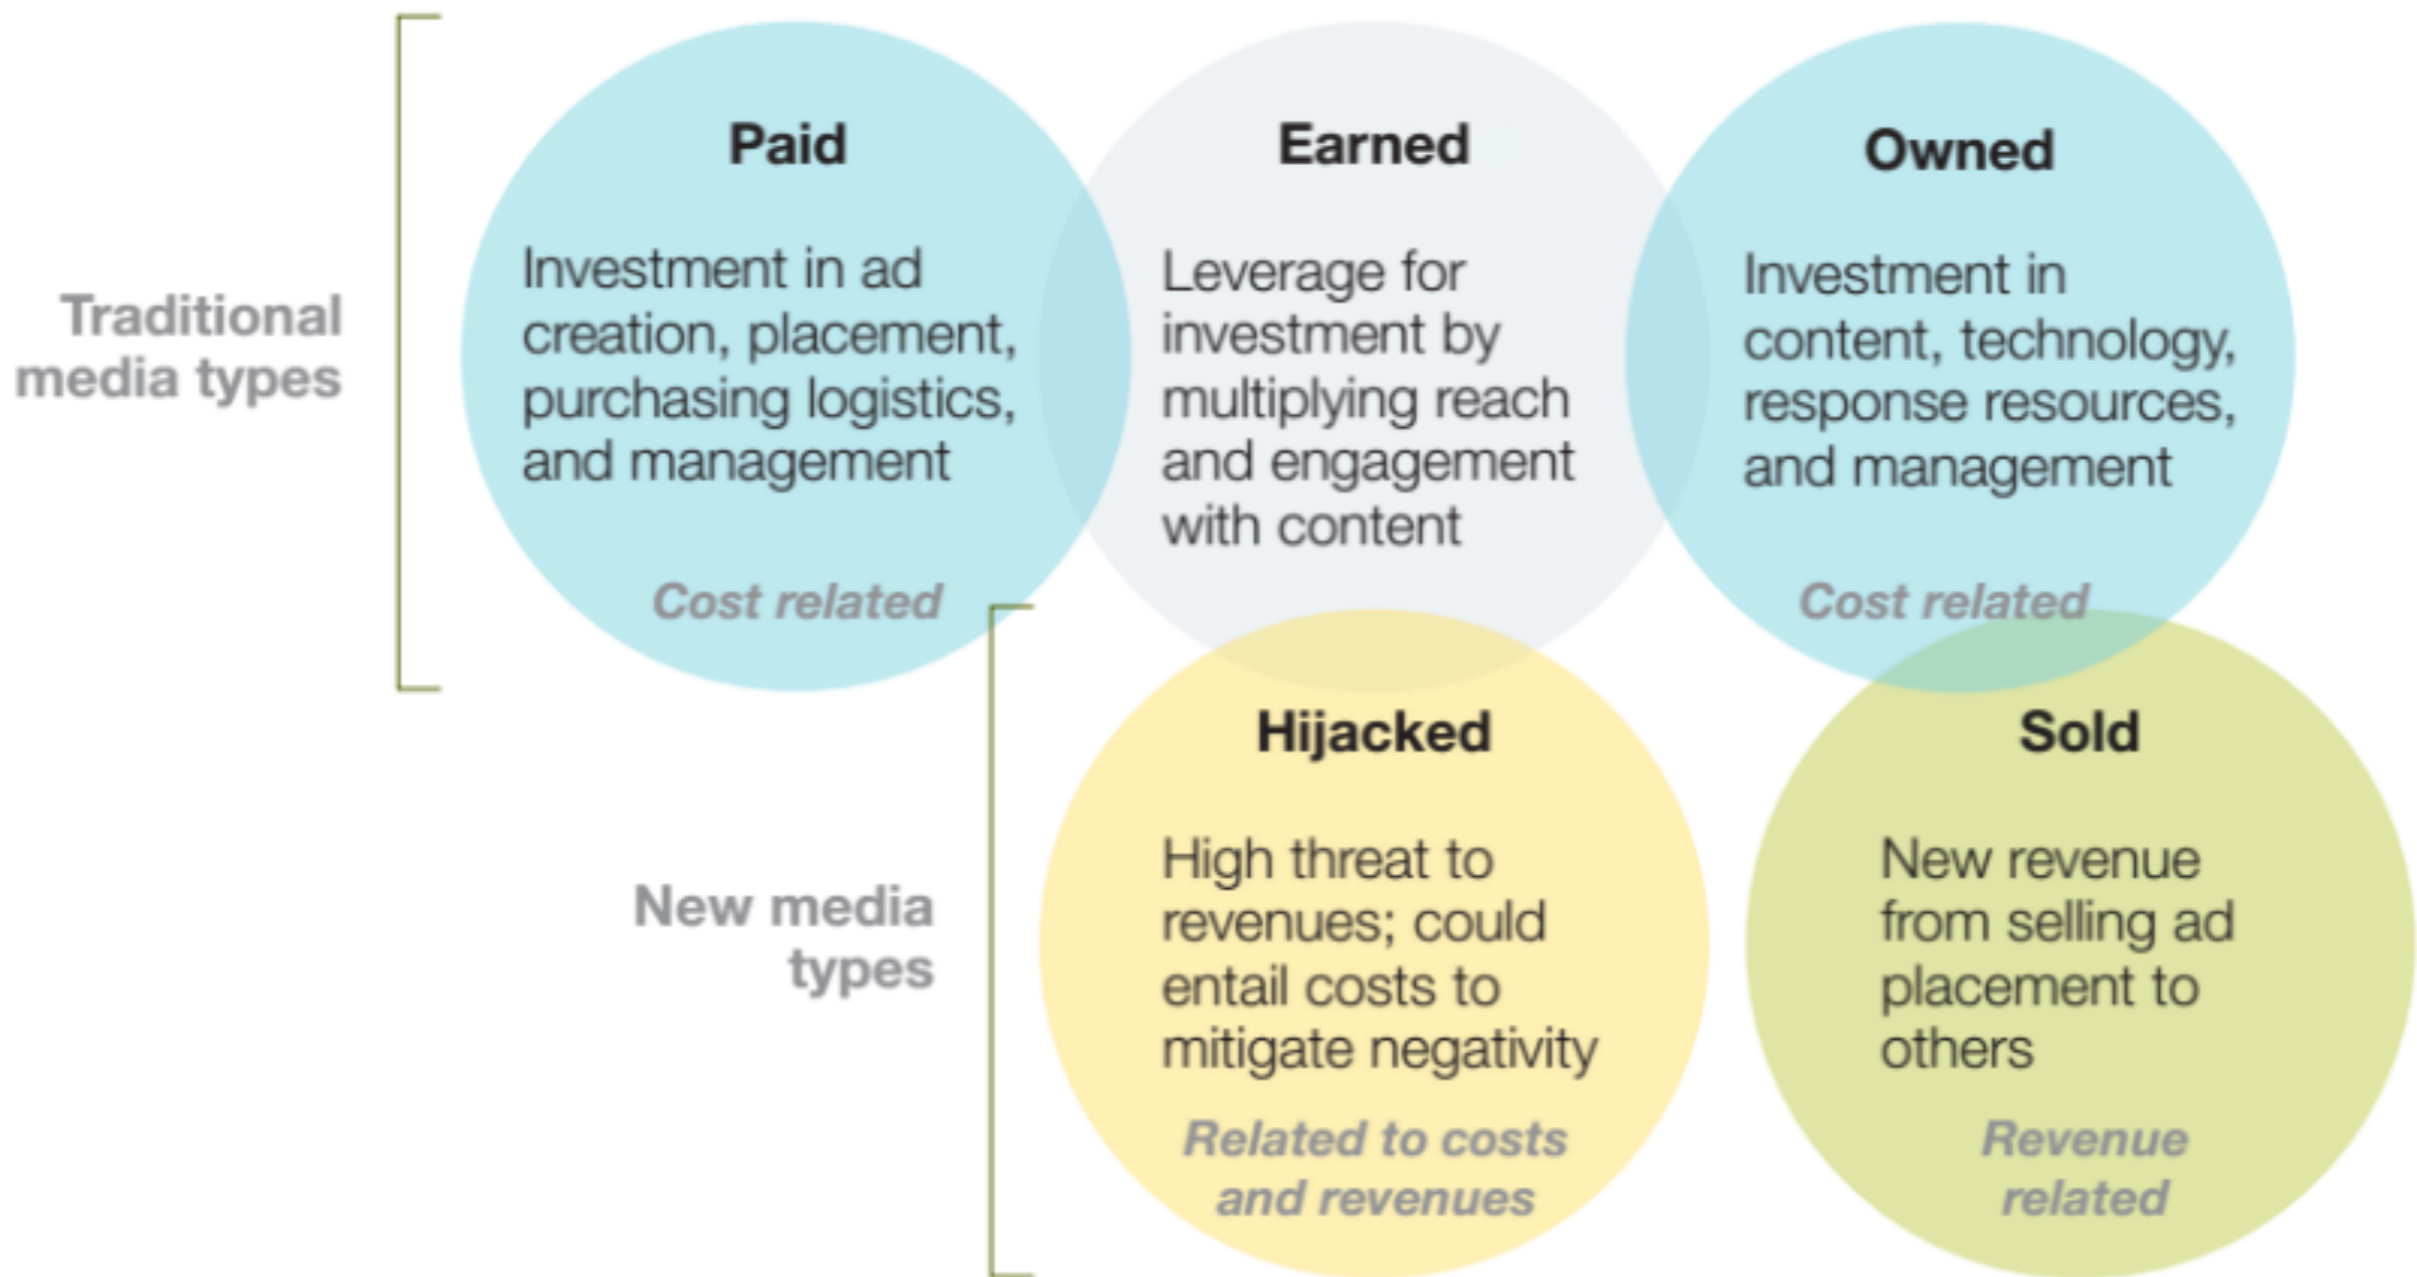 Traditional
media types
Paid
Investment in ad
creation, placement,
purchasing logistics,
and management
Cost related
Earned
Leverage for
investment by
multiplying reach
and engagement
with content
Owned
Investment in
content, technology,
response resources,
and management
Cost related
New media
types
Hijacked
High threat to
revenues; could
entail costs to
mitigate negativity
Related to costs
and revenues
Sold
New revenue
from selling ad
placement to
others
Revenue
related